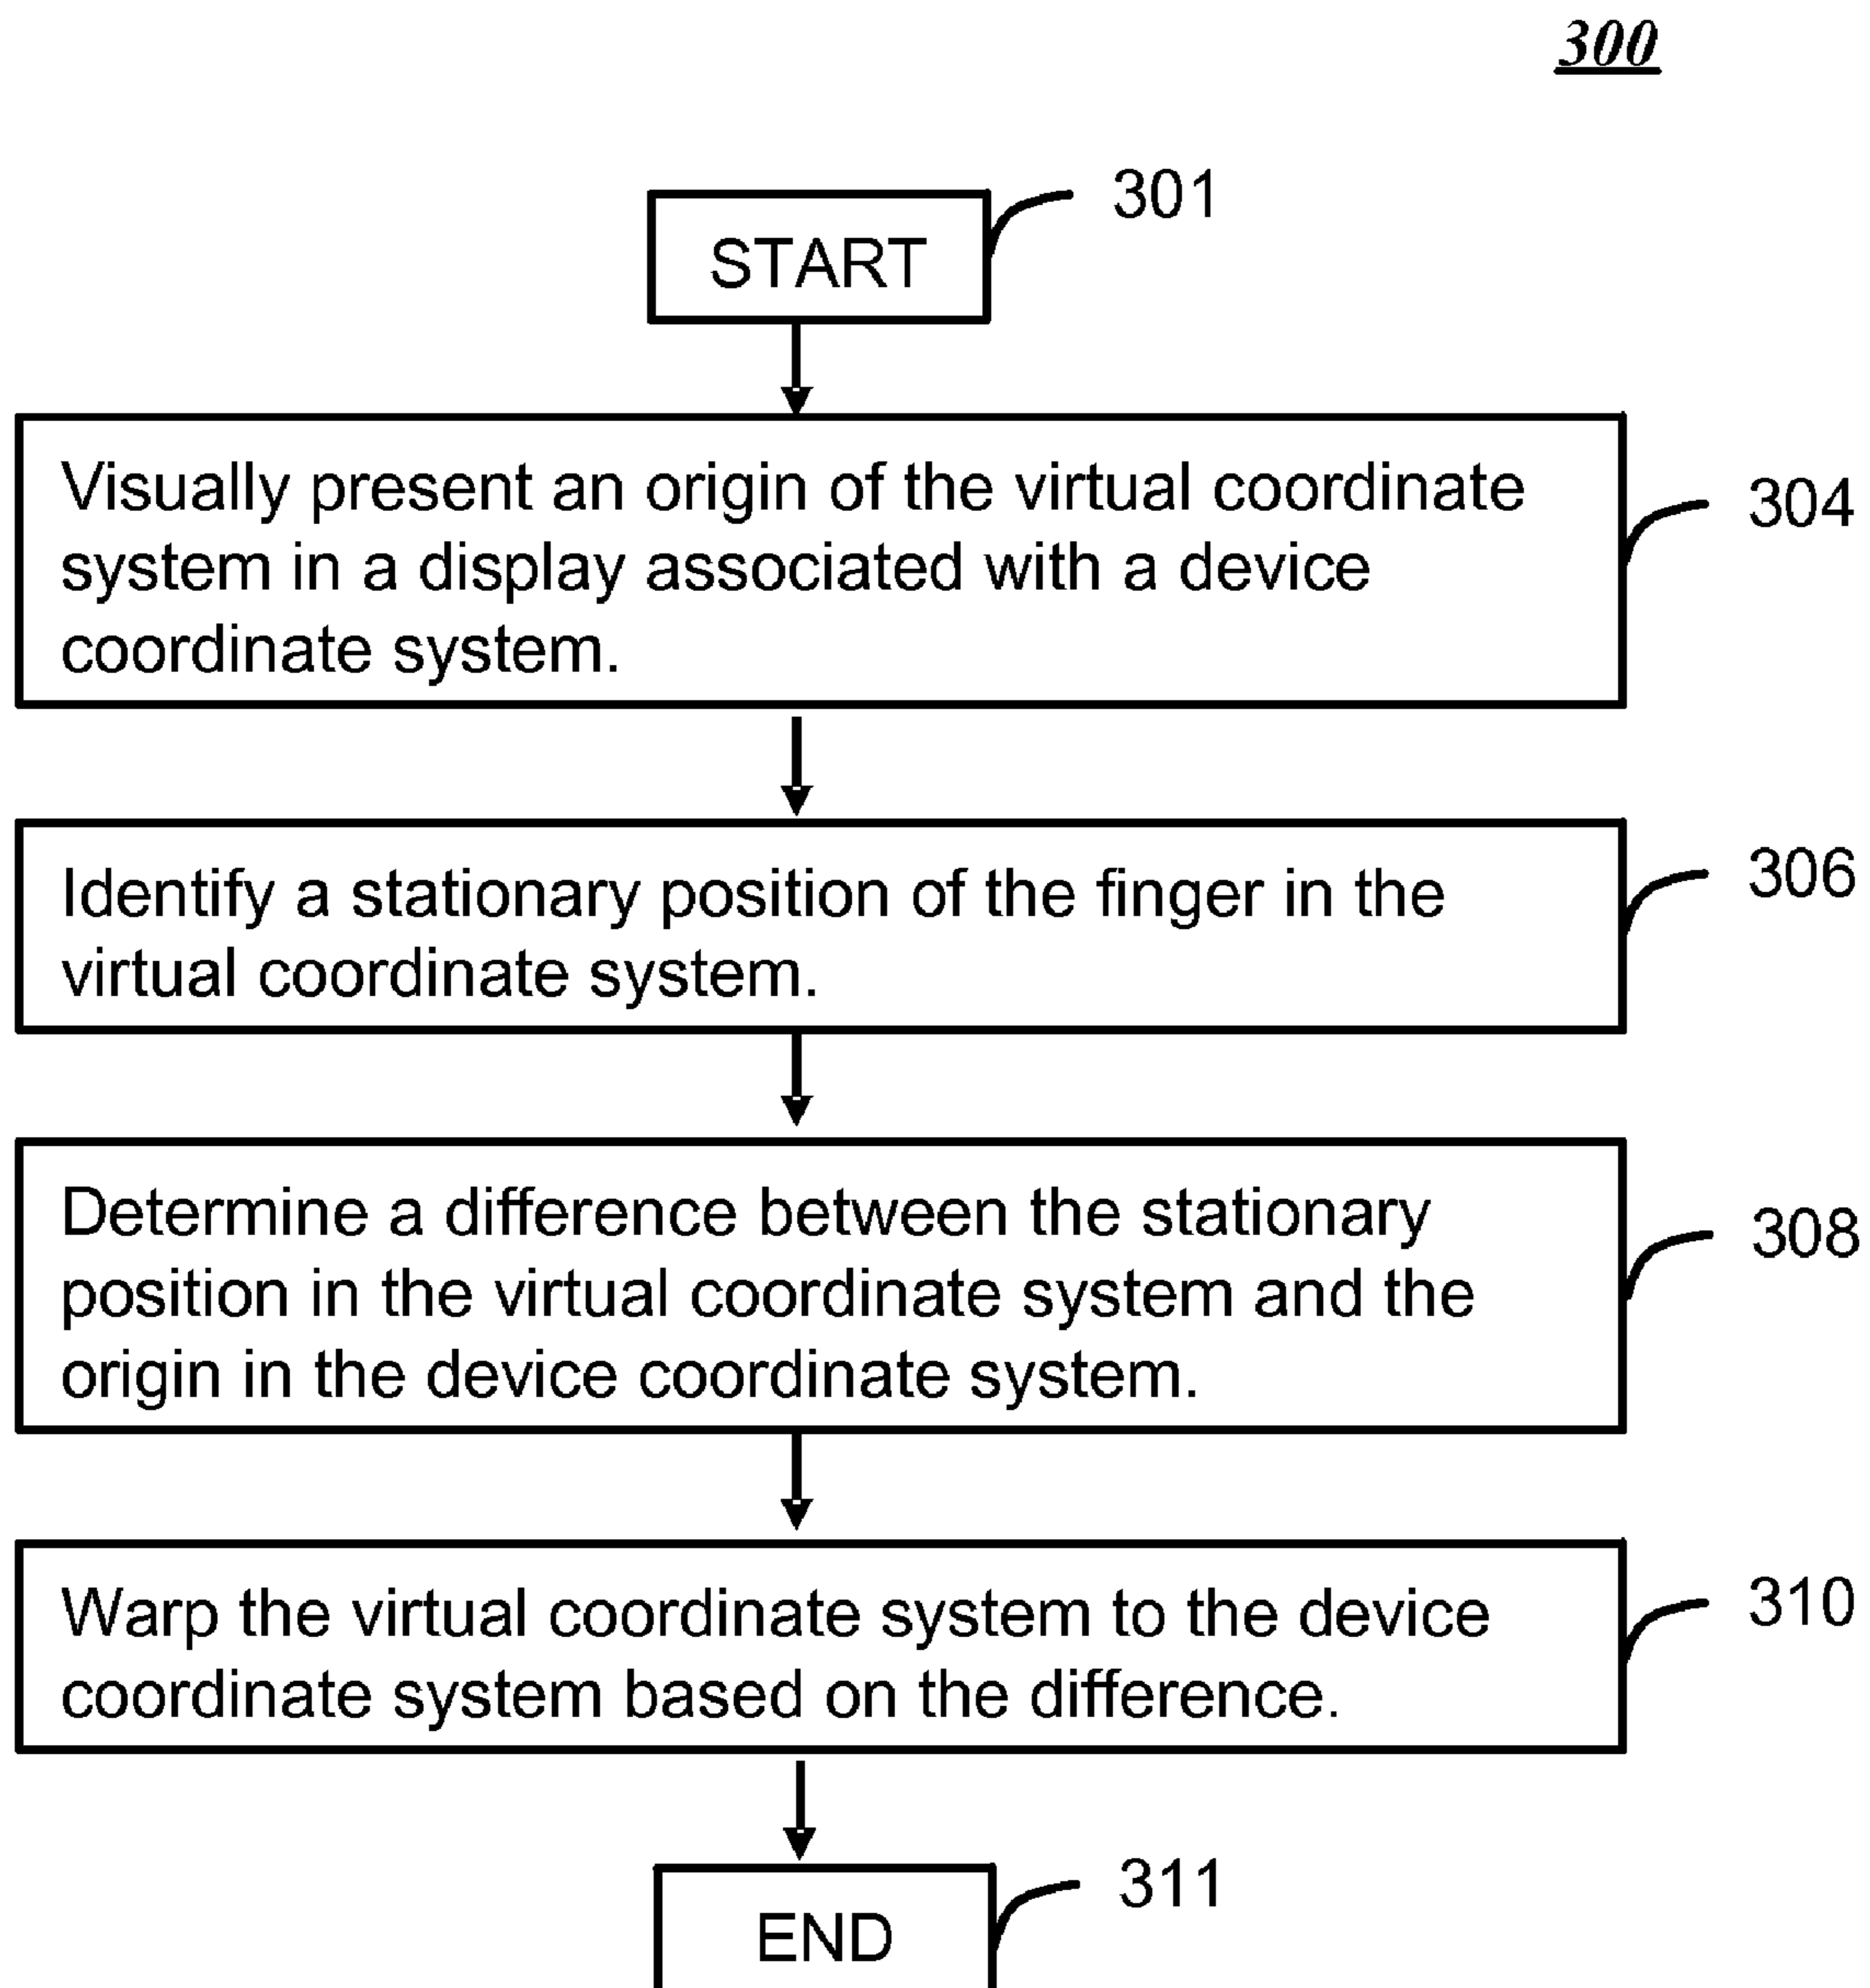 300
301
START
Visually present an origin of the virtual coordinate
system in a display associated with a device
coordinate system.
304
Identify a stationary position of the finger in the
virtual coordinate system.
306
Determine a difference between the stationary
position in the virtual coordinate system and the
origin in the device coordinate system.
308
Warp the virtual coordinate system to the device
coordinate system based on the difference.
310
311
END